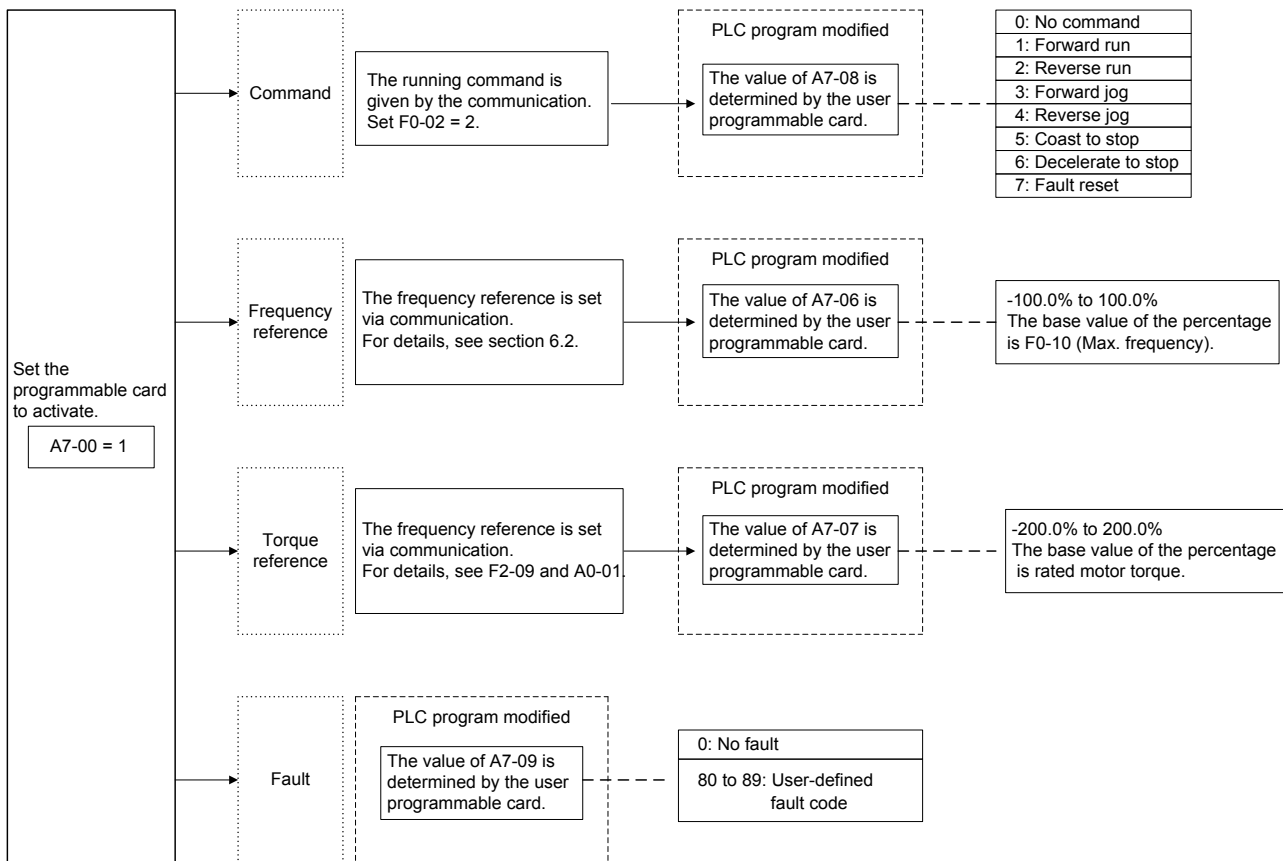 Set the
programmable card
to activate.
A7-00 = 1
Command
The running command is
given by the communication.
Set F0-02 = 2.
PLC program modified
The value of A7-08 is
determined by the user
programmable card.
0: No command
1: Forward run
2: Reverse run
3: Forward jog
4: Reverse jog
5: Coast to stop
6: Decelerate to stop
7: Fault reset
Frequency
reference
The frequency reference is set
via communication.
For details, see section 6.2.
PLC program modified
The value of A7-06 is
determined by the user
programmable card.
-100.0% to 100.0%
The base value of the percentage
is F0-10 (Max. frequency).
Torque
reference
The frequency reference is set
via communication.
For details, see F2-09 and A0-01.
PLC program modified
The value of A7-07 is
determined by the user
programmable card.
-200.0% to 200.0%
The base value of the percentage
is rated motor torque.
Fault
PLC program modified
The value of A7-09 is
determined by the user
programmable card.
0: No fault
80 to 89: User-defined
fault code